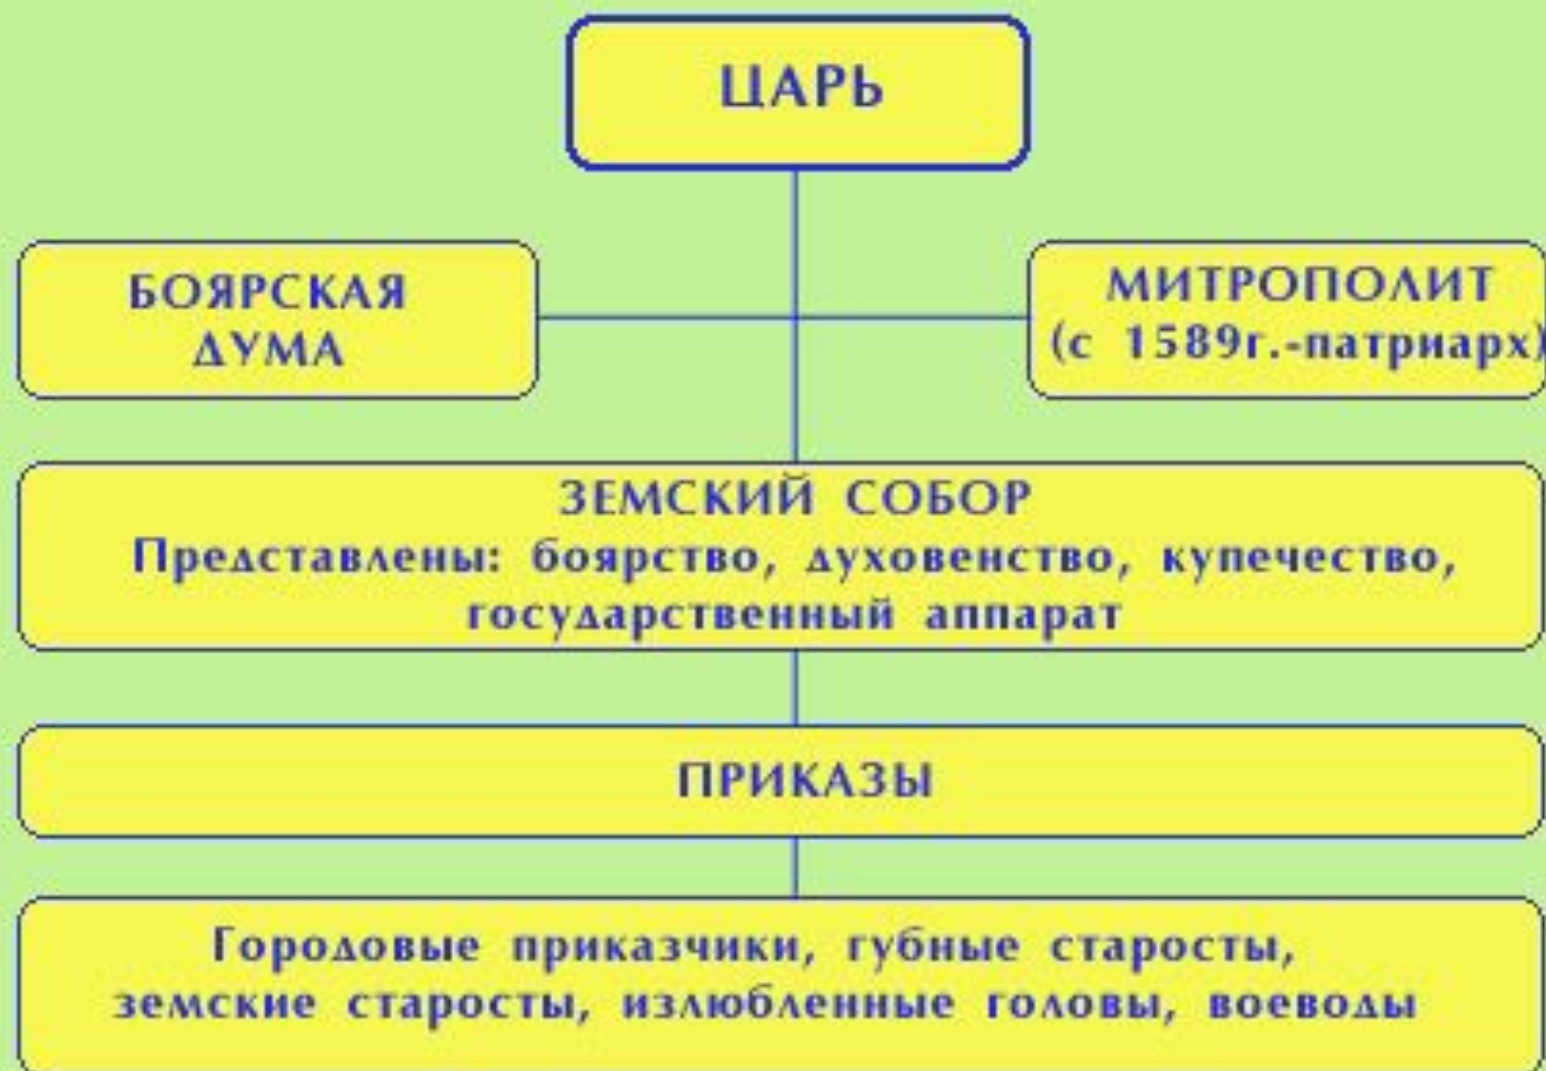 ЦАРЬ
БОЯРСКАЯ
ДУМА
МИТРОПОЛИТ
(с 1589г.-патриарх)
ЗЕМСКИЙ СОБОР
Представлены: боярство, духовенство, купечество,
государственный аппарат
ПРИКАЗЫ
Городовые приказчики, губные старосты,
земские старосты, излюбленные головы, воеводы